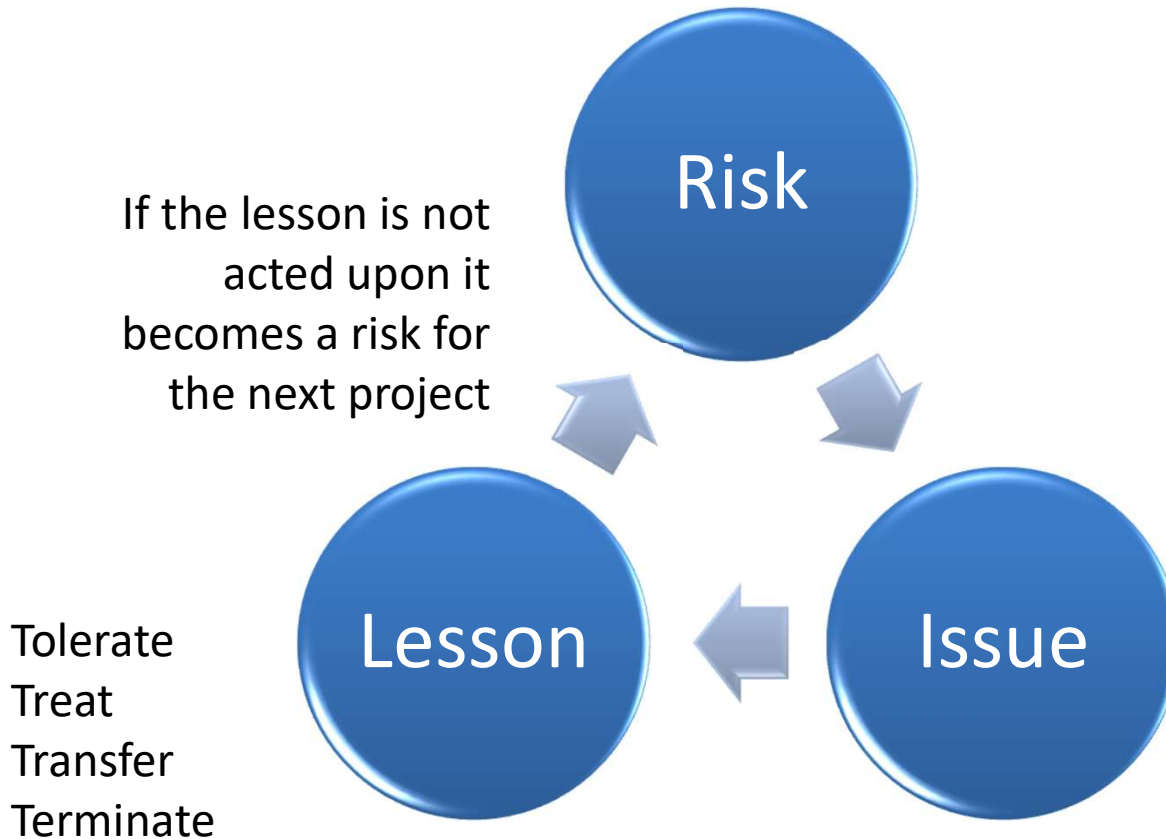 Risk
If the lesson is not
acted upon it
becomes a risk for
the next project
Lesson
Issue
Tolerate
Treat
Transfer
Terminate